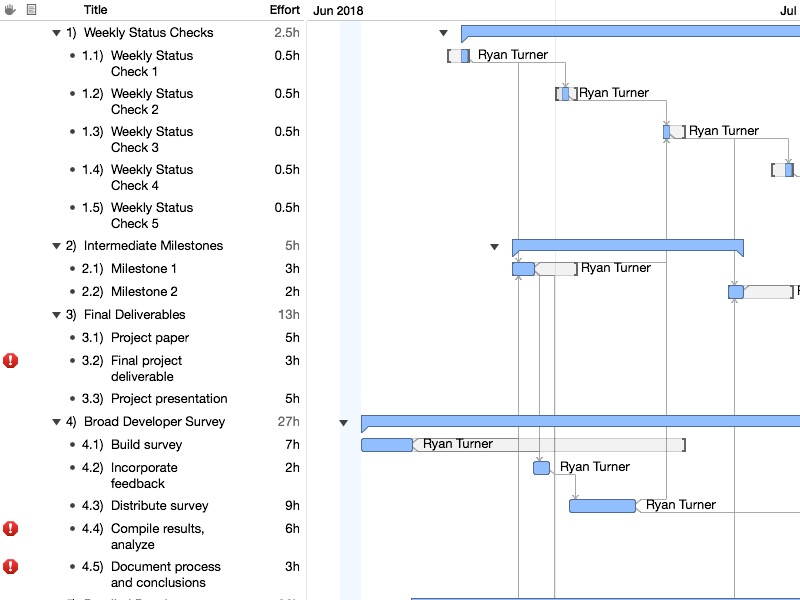 Title Effort Jun 2018 Jul
1) Weekly Status Checks 2.5h
1.1) Weekly Status 0.5h Ryan Turner
Check 1
1.2) Weekly Status 0.5h Ryan Turner
Check 2
1.3) Weekly Status 0.5h Ryan Turner
Check 3
1.4) Weekly Status 0.5h
Check 4
1.5) Weekly Status 0.5h
Check 5
2) Intermediate Milestones 5h
2.1) Milestone 1 3h Ryan Turner
2.2) Milestone 2 2h
3) Final Deliverables 13h
3.1) Project paper 5h
3.2) Final project 3h
deliverable
3.3) Project presentation 5h
4) Broad Developer Survey 27h
4.1) Build survey 7h Ryan Turner
4.2) Incorporate 2h Ryan Turner
feedback
4.3) Distribute survey 9h Ryan Turner
4.4) Compile results, 6h
analyze
4.5) Document process 3h
and conclusions